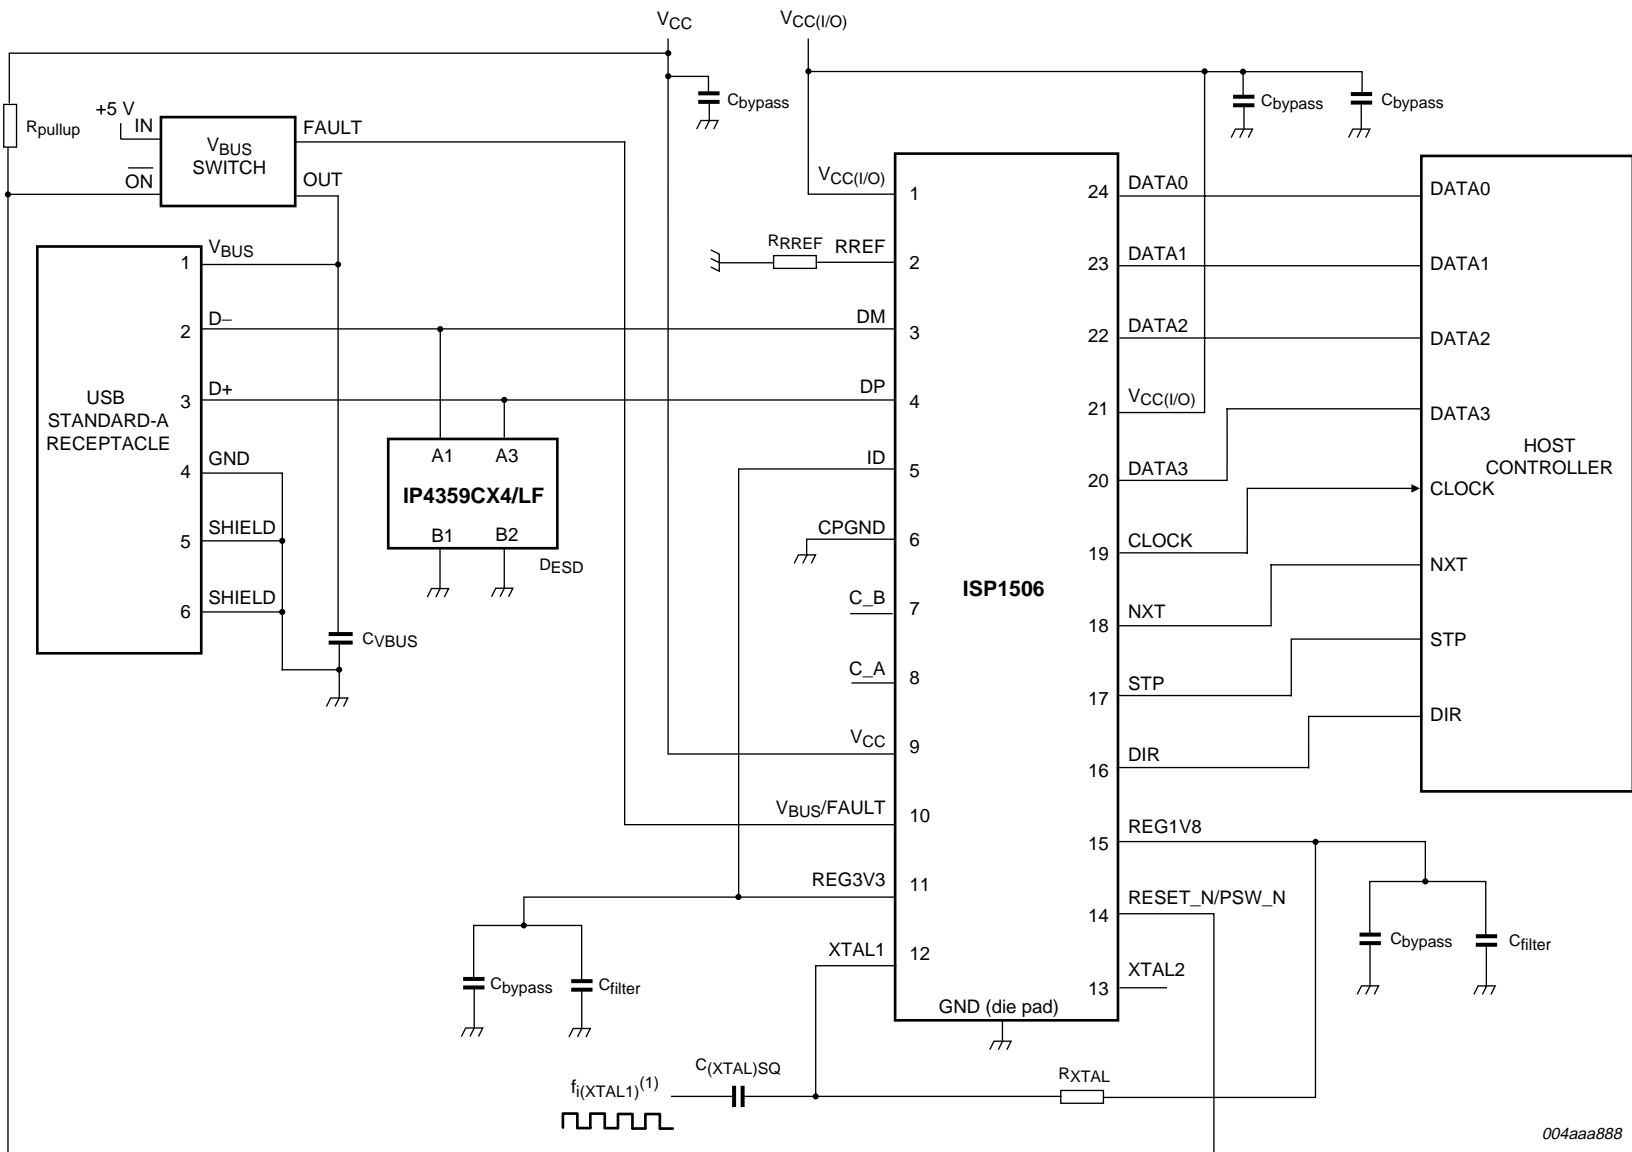 VCC
VCC(I/O)
Cbypass
Cbypass
Cbypass
Rpullup
+5 V
IN
ON
VBUS
SWITCH
FAULT
OUT
USB
STANDARD-A
RECEPTACLE
1
VBUS
2
D−
3
D+
4
GND
5
SHIELD
6
SHIELD
CVBUS
A1
A3
IP4359CX4/LF
B1
B2
DESD
ISP1506
VCC(I/O)
1
RRREF
RREF
2
DM
3
DP
4
ID
5
CPGND
6
C_B
7
C_A
8
VCC
9
VBUS/FAULT
10
REG3V3
11
XTAL1
12
GND (die pad)
24
DATA0
23
DATA1
22
DATA2
21
VCC(I/O)
20
DATA3
19
CLOCK
18
NXT
17
STP
16
DIR
15
REG1V8
14
RESET_N/PSW_N
13
XTAL2
DATA0
DATA1
DATA2
DATA3
HOST
CONTROLLER
CLOCK
NXT
STP
DIR
Cbypass
Cfilter
Cbypass
Cfilter
fi(XTAL1)(1)
C(XTAL)SQ
RXTAL
004aaa888